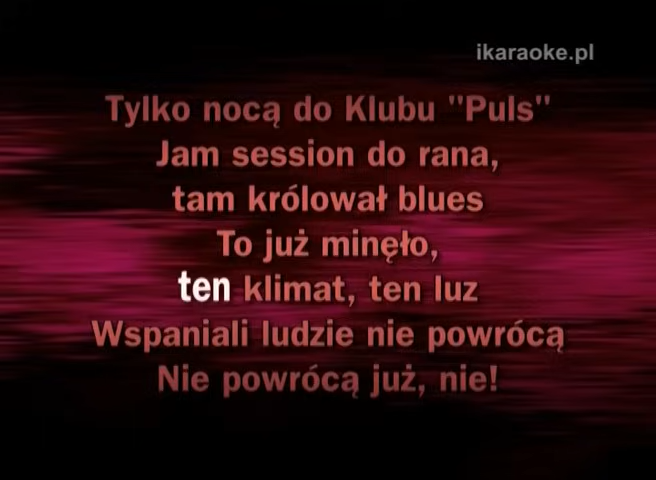 ikaraoke.pl
Tylko nocą do Klubu "Puls"
Jam session do rana,
tam królował blues
To już minęło,
ten klimat, ten luz
Wspaniali ludzie nie powrócą
Nie powrócą już, nie!